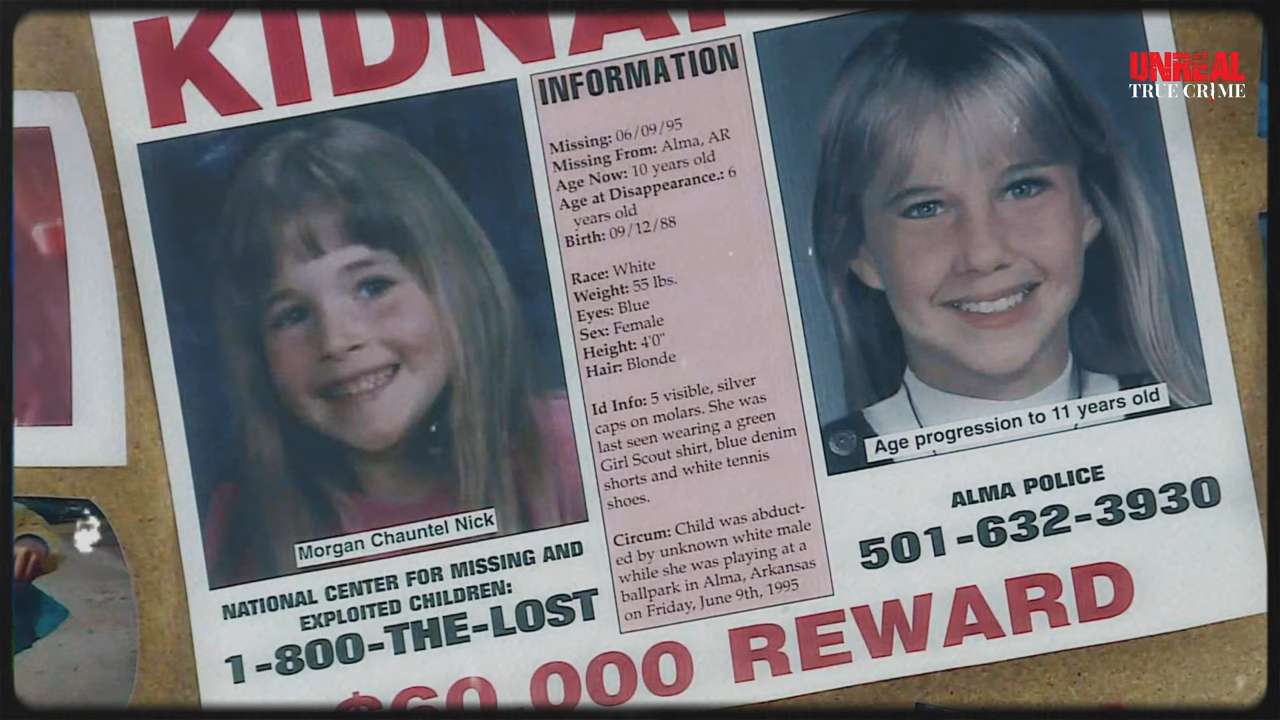 KIDNAP
UNREAL
TRUE CRIME
INFORMATION
Missing: 06/09/95
Missing From: Alma, AR
Age Now: 10 years old
Age at Disappearance.: 6
years old
Birth: 09/12/88
Race: White
Weight: 55 lbs.
Eyes: Blue
Sex: Female
Height: 4'0"
Hair: Blonde
Id Info: 5 visible, silver
caps on molars. She was
last seen wearing a green
Girl Scout shirt, blue denim
shorts and white tennis
shoes.
Circum: Child was abduct-
ed by unknown white male
while she was playing at a
ballpark in Alma, Arkansas
on Friday, June 9th, 1995
Morgan Chauntel Nick
NATIONAL CENTER FOR MISSING AND
EXPLOITED CHILDREN:
1-800-THE-LOST
Age progression to 11 years old
ALMA POLICE
501-632-3930
$60,000 REWARD